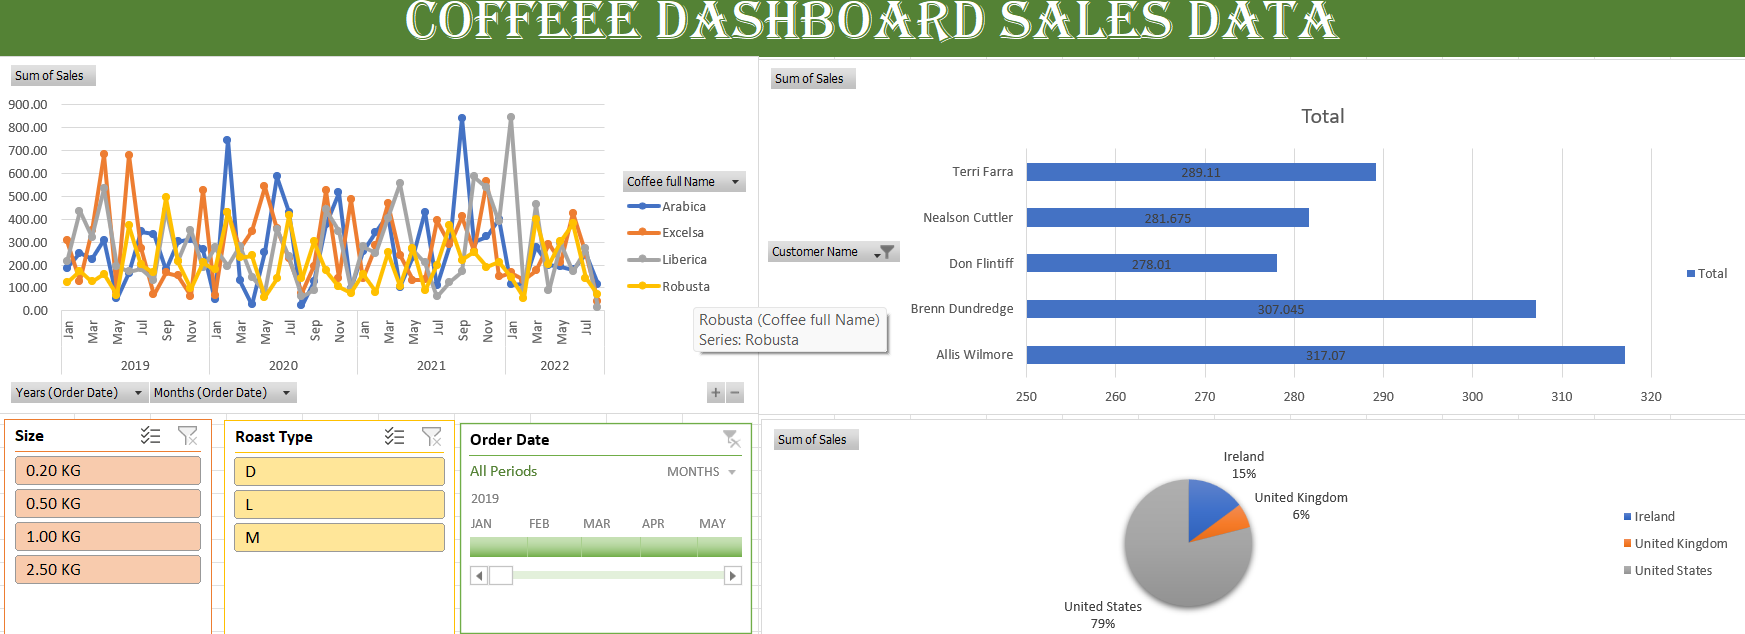 COFFEEE DASHBOARD SALES DATA
Sum of Sales
900.00
800.00
700.00
600.00
500.00
400.00
300.00
200.00
100.00
0.00
Jan Mar May Jul Sep Nov Jan Mar May Jul Sep Nov Jan Mar May Jul Sep Nov Jan Mar May Jul
2019 2020 2021 2022
Coffee full Name
Arabica
Excelsa
Liberica
Robusta
Robusta (Coffee full Name)
Series: Robusta
Years (Order Date) Months (Order Date)
+ −
Sum of Sales
Total
Customer Name
Terri Farra 289.11
Nealson Cuttler 281.675
Don Flintiff 278.01
Brenn Dundredge 307.045
Allis Wilmore 317.07
250 260 270 280 290 300 310 320
Total
Size
0.20 KG
0.50 KG
1.00 KG
2.50 KG
Roast Type
D
L
M
Order Date
All Periods MONTHS
2019
JAN FEB MAR APR MAY
Sum of Sales
Ireland
15%
United Kingdom
6%
United States
79%
Ireland
United Kingdom
United States